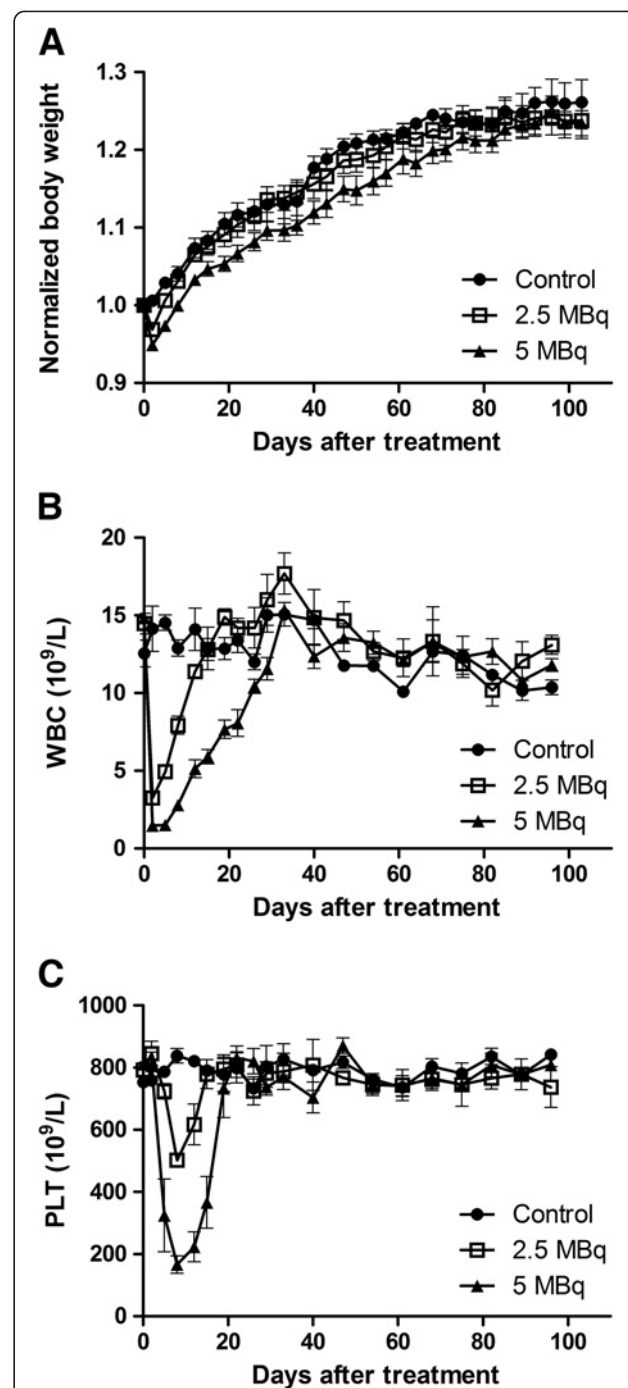 A
Normalized body weight
1.3
1.2
1.1
1.0
0.9
Control
2.5 MBq
5 MBq
0 20 40 60 80 100
Days after treatment
B
WBC (10⁹/L)
20
15
10
5
0
Control
2.5 MBq
5 MBq
0 20 40 60 80 100
Days after treatment
C
PLT (10⁹/L)
1000
800
600
400
200
0
Control
2.5 MBq
5 MBq
0 20 40 60 80 100
Days after treatment